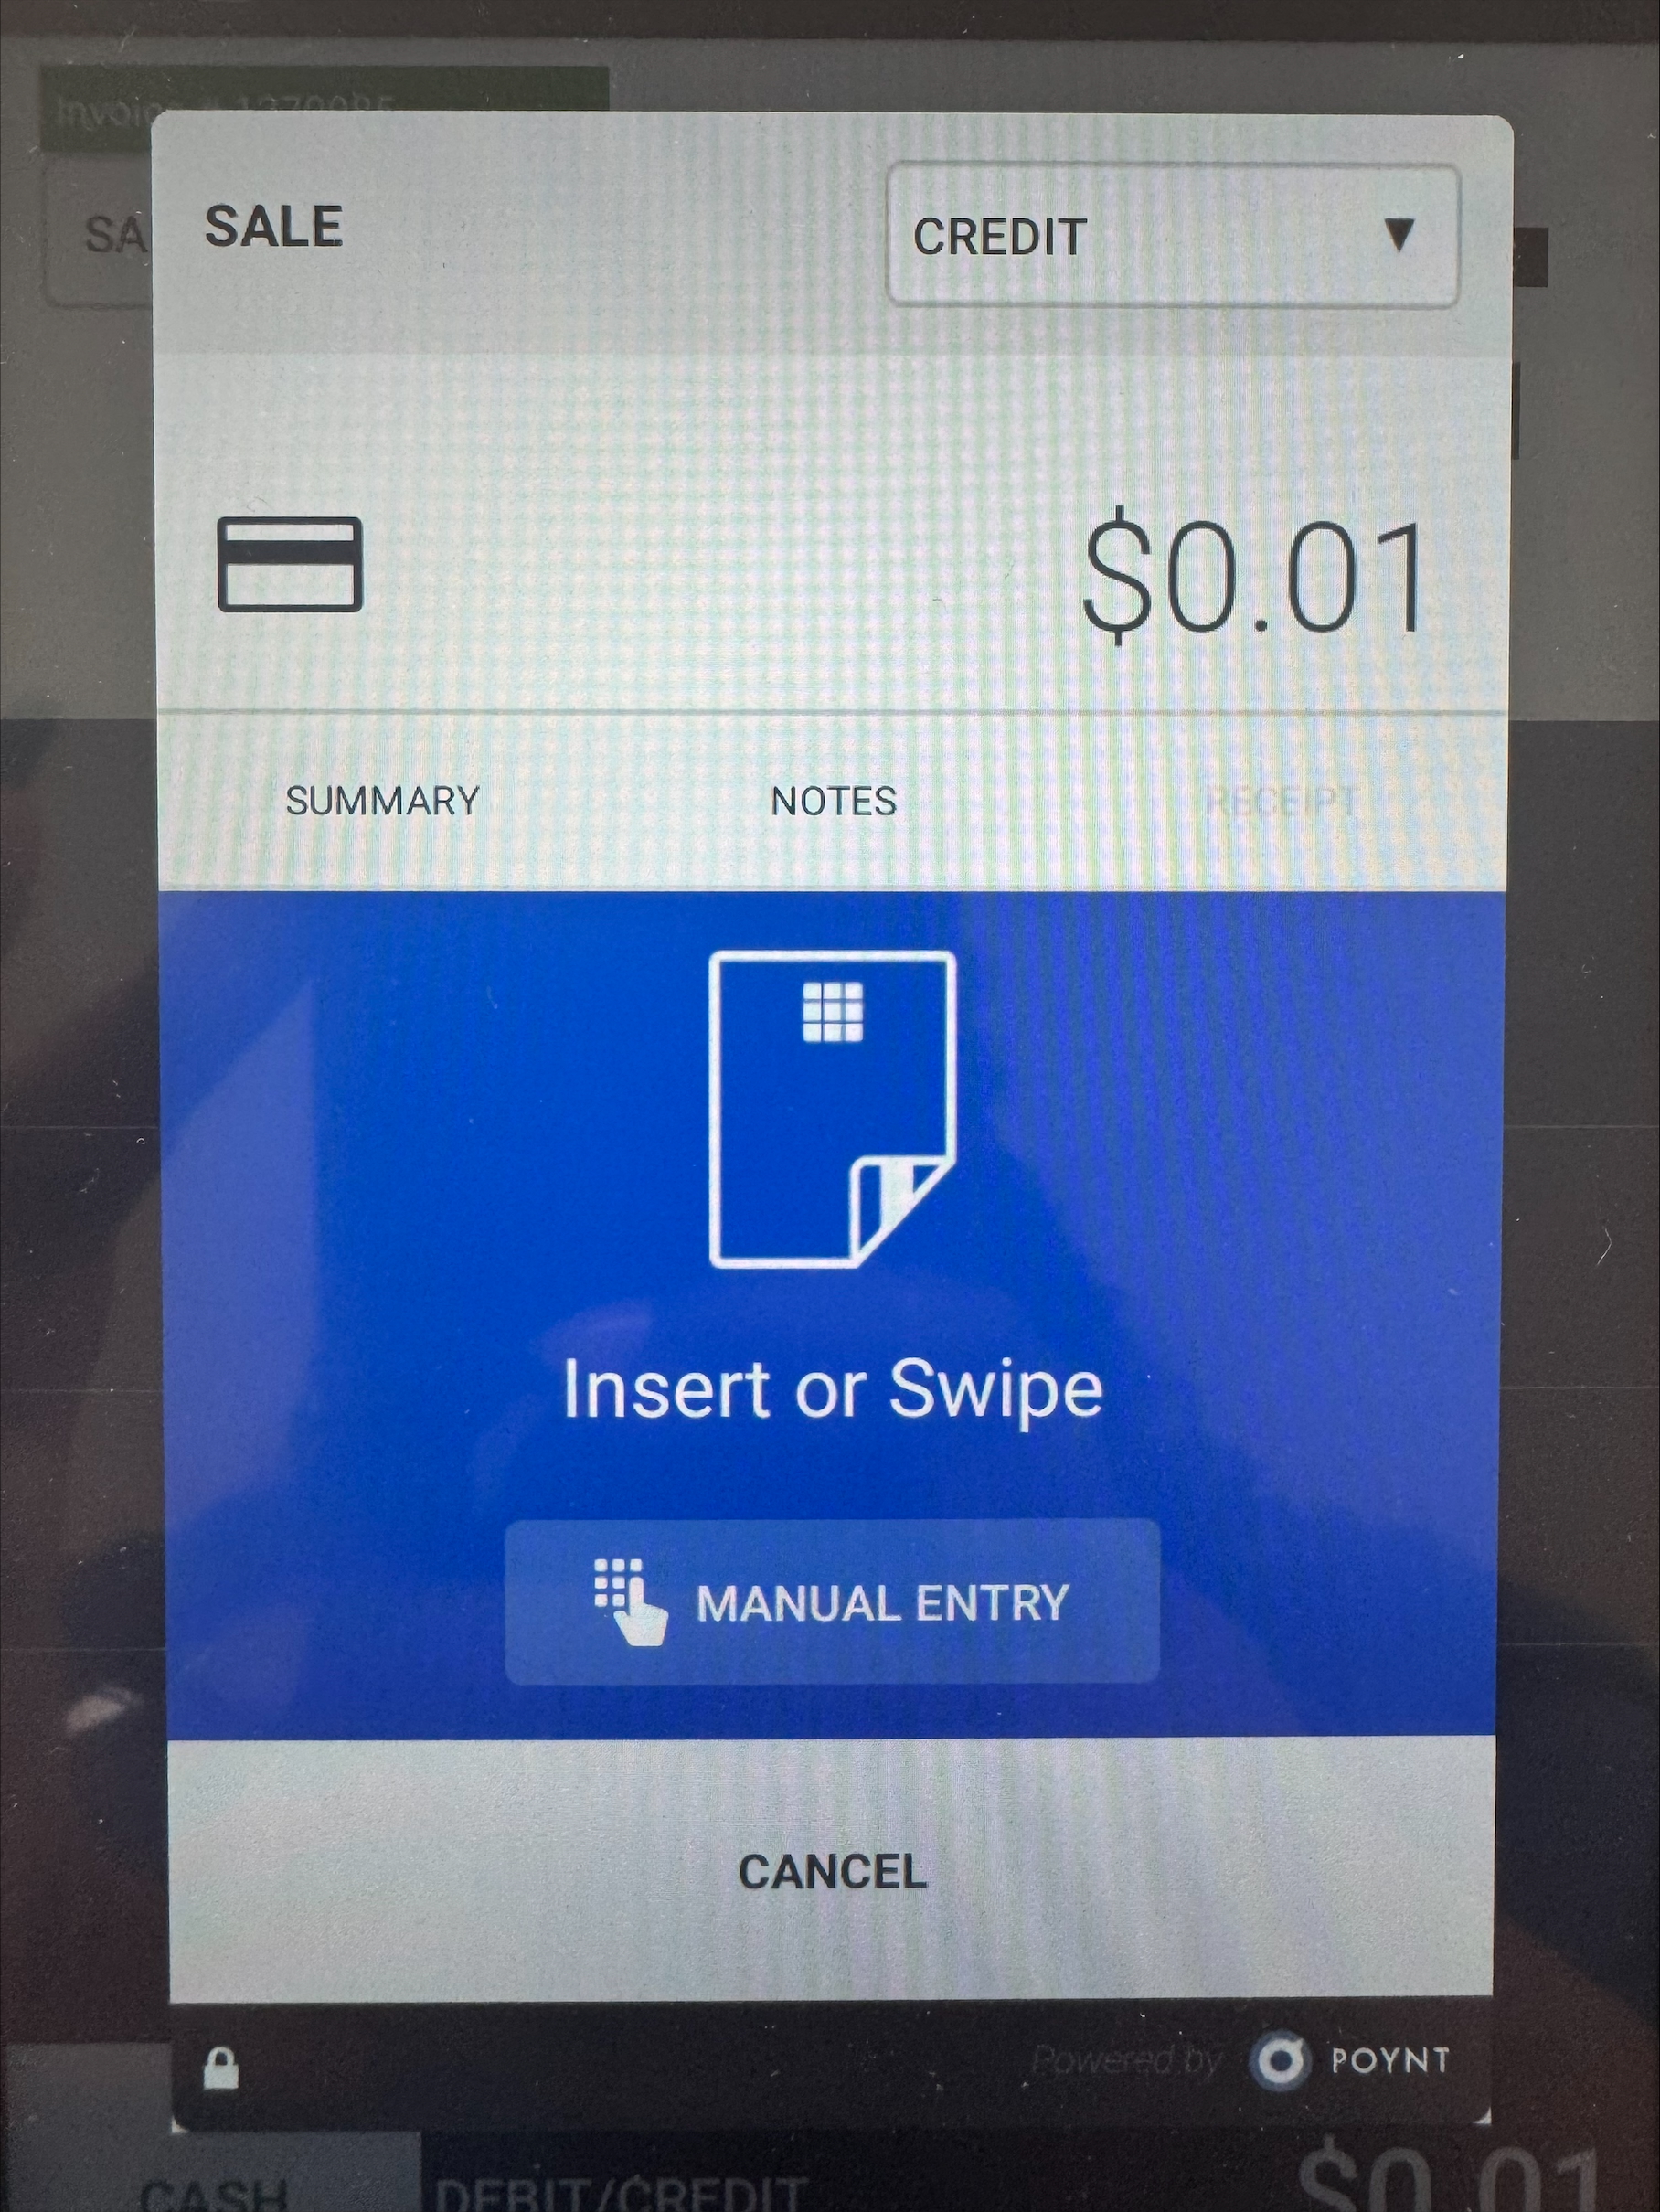 Invoice # 1379985
SA
SALE
CREDIT
$0.01
SUMMARY
NOTES
RECEIPT
Insert or Swipe
MANUAL ENTRY
CANCEL
Powered by POYNT
CASH
DEBIT/CREDIT
$0.01